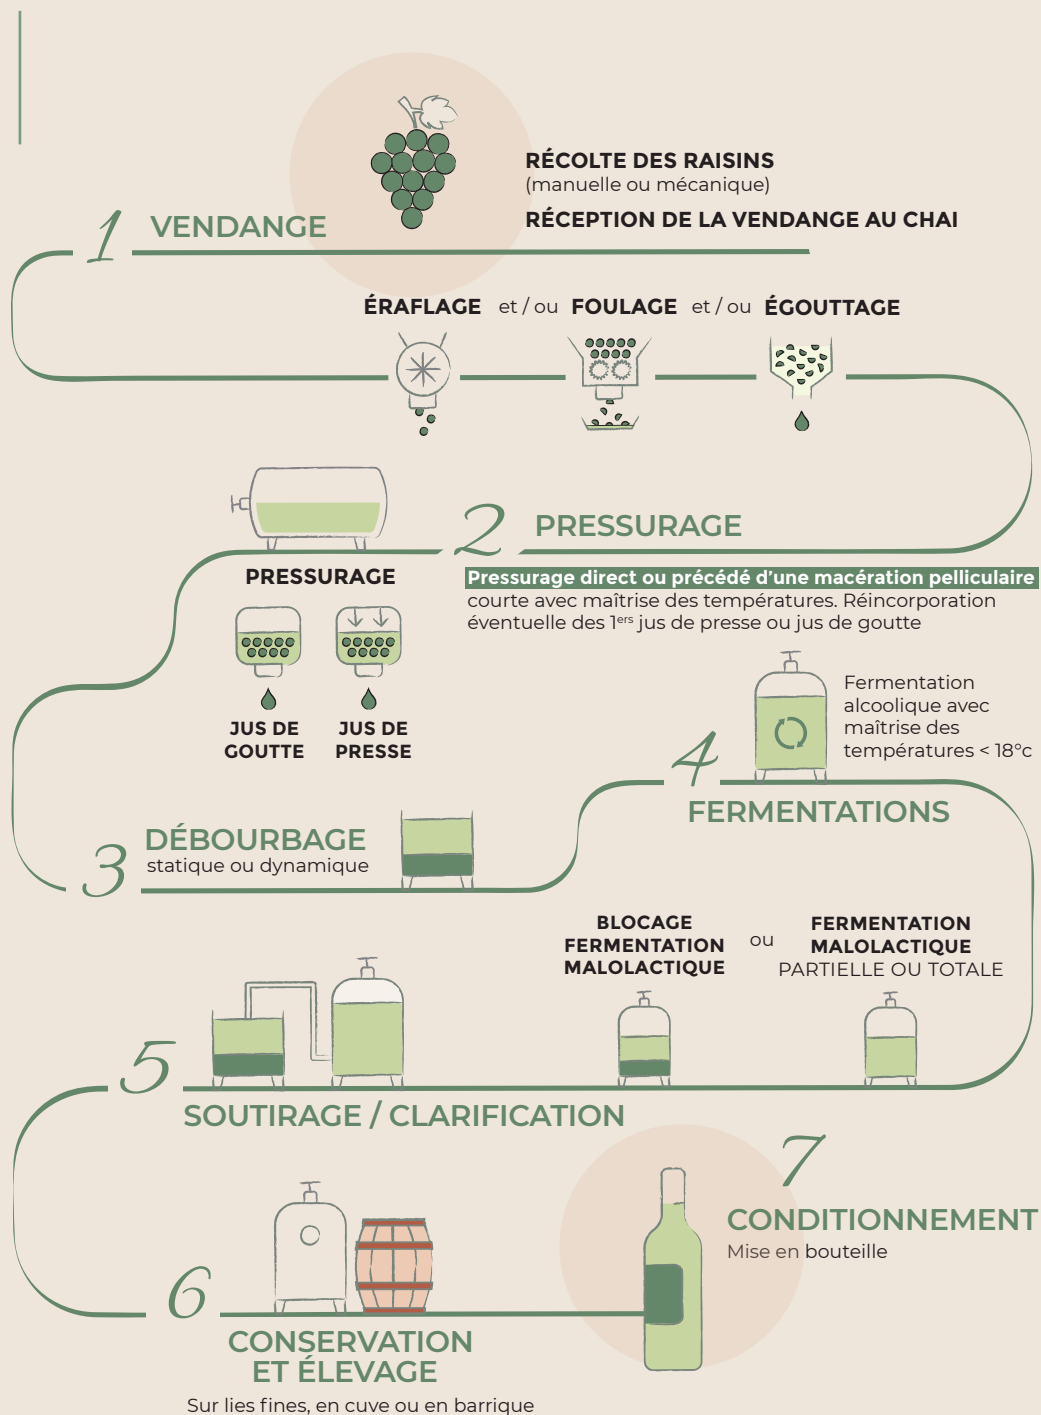 RÉCOLTE DES RAISINS
(manuelle ou mécanique)
RÉCEPTION DE LA VENDANGE AU CHAI
1 VENDANGE
ÉRAFLAGE et / ou FOULAGE et / ou ÉGOUTTAGE
2 PRESSURAGE
PRESSURAGE
Pressurage direct ou précédé d'une macération pelliculaire
courte avec maîtrise des températures. Réincorporation
éventuelle des 1ers jus de presse ou jus de goutte
JUS DE
GOUTTE
JUS DE
PRESSE
3 DÉBOURBAGE
statique ou dynamique
4
FERMENTATIONS
Fermentation
alcoolique avec
maîtrise des
températures < 18°c
BLOCAGE
FERMENTATION
MALOLACTIQUE
ou
FERMENTATION
MALOLACTIQUE
PARTIELLE OU TOTALE
5
SOUTIRAGE / CLARIFICATION
6
CONSERVATION
ET ÉLEVAGE
Sur lies fines, en cuve ou en barrique
7
CONDITIONNEMENT
Mise en bouteille